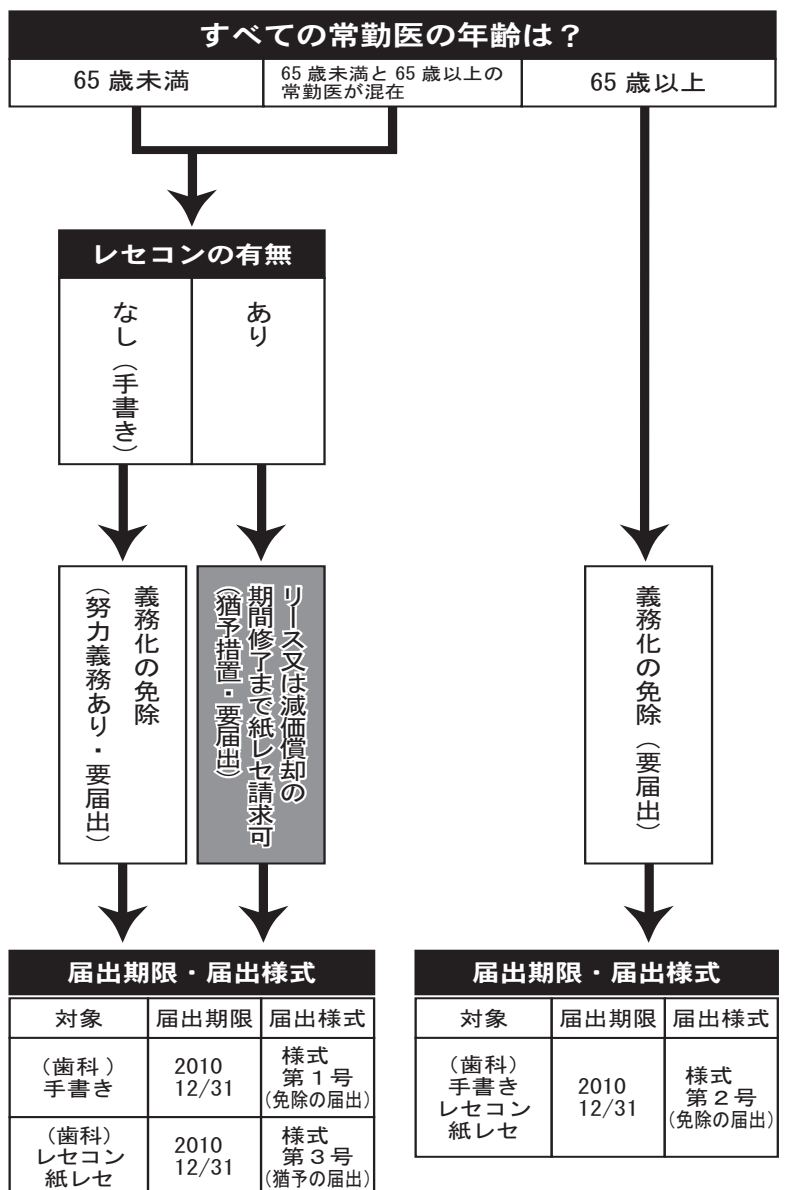 すべての常勤医の年齢は？
65 歳未満
65 歳未満と 65 歳以上の
常勤医が混在
65 歳以上
レセコンの有無
なし（手書き）
あり
義務化の免除
（努力義務あり・要届出）
リース又は減価償却の
期間修了まで紙レセ請求可
（猶予措置・要届出）
義務化の免除（要届出）
届出期限・届出様式
対象
届出期限
届出様式
（歯科）
手書き
2010
12/31
様式
第１号
（免除の届出）
（歯科）
レセコン
紙レセ
2010
12/31
様式
第３号
（猶予の届出）
届出期限・届出様式
対象
届出期限
届出様式
（歯科）
手書き
レセコン
紙レセ
2010
12/31
様式
第２号
（免除の届出）